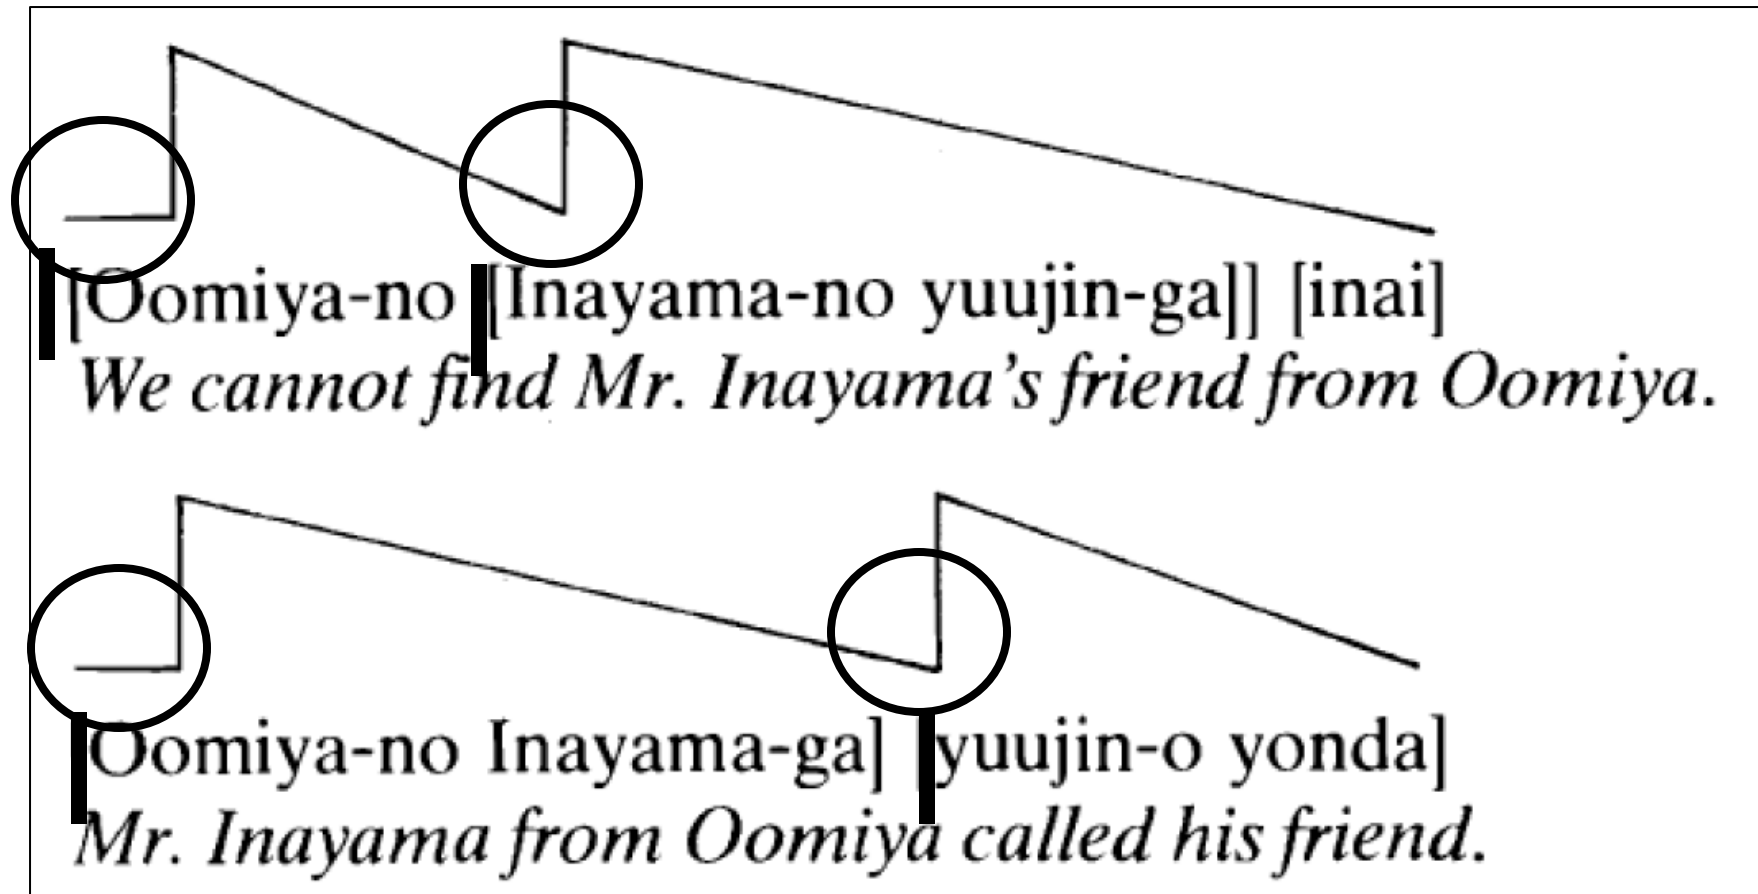 [Oomiya-no [[Inayama-no yuujin-ga]] [inai]
We cannot find Mr. Inayama's friend from Oomiya.
Oomiya-no Inayama-ga] [yuujin-o yonda]
Mr. Inayama from Oomiya called his friend.